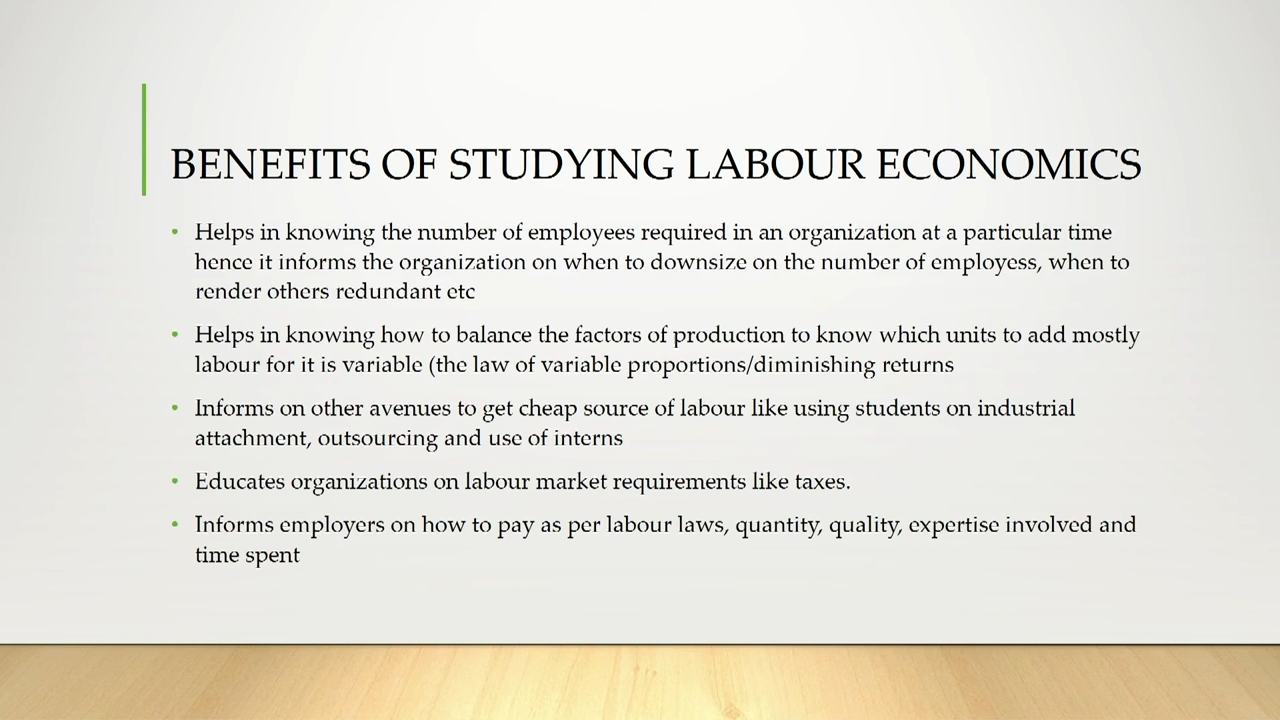 BENEFITS OF STUDYING LABOUR ECONOMICS
• Helps in knowing the number of employees required in an organization at a particular time
hence it informs the organization on when to downsize on the number of employess, when to
render others redundant etc
• Helps in knowing how to balance the factors of production to know which units to add mostly
labour for it is variable (the law of variable proportions/diminishing returns
• Informs on other avenues to get cheap source of labour like using students on industrial
attachment, outsourcing and use of interns
• Educates organizations on labour market requirements like taxes.
• Informs employers on how to pay as per labour laws, quantity, quality, expertise involved and
time spent